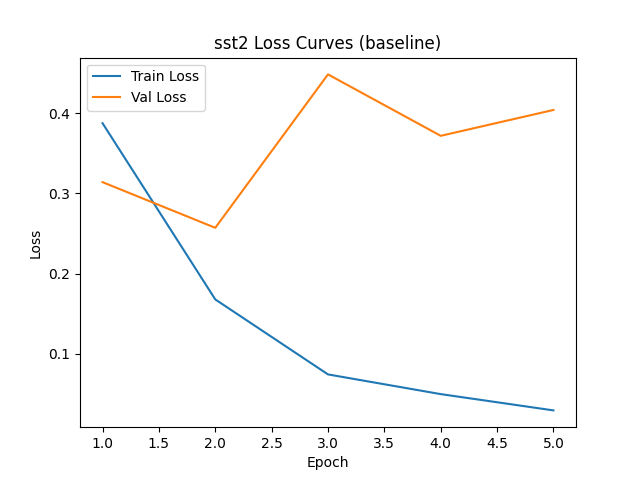 sst2 Loss Curves (baseline)
Train Loss
Val Loss
0.4
0.3
0.2
0.1
Loss
1.0 1.5 2.0 2.5 3.0 3.5 4.0 4.5 5.0
Epoch